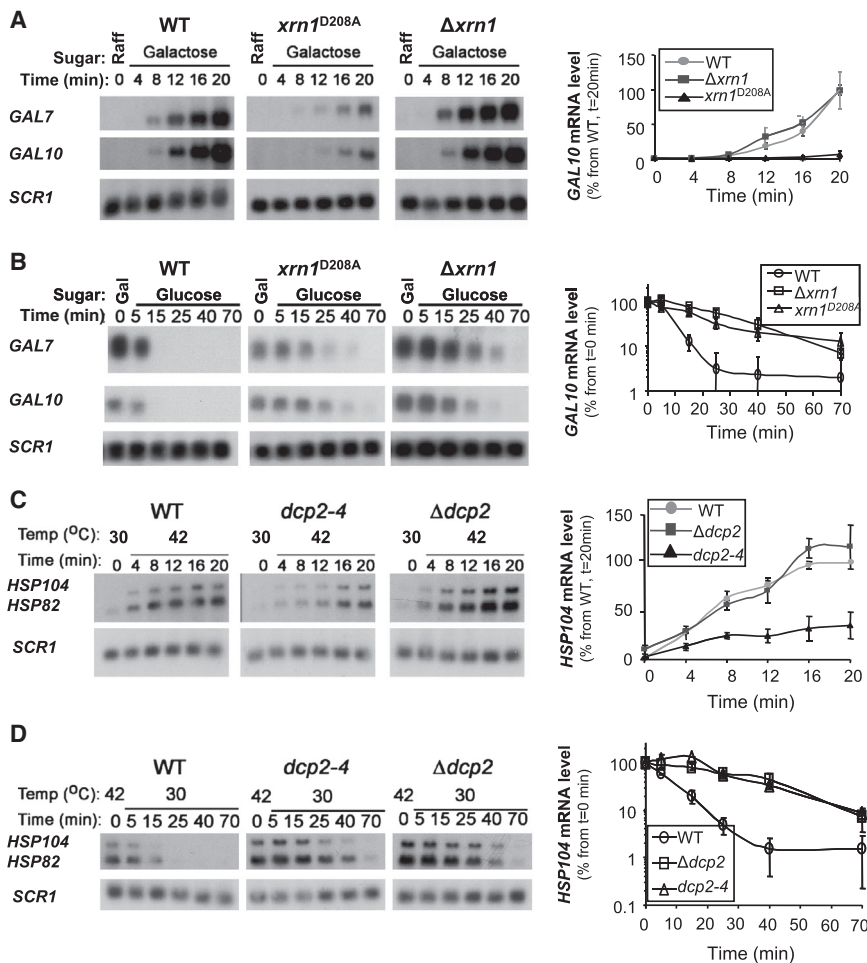 A
WT
xrn1D208A
Δxrn1
Sugar: Raff Galactose Raff Galactose Raff Galactose
Time (min): 0 4 8 12 16 20 0 4 8 12 16 20 0 4 8 12 16 20
GAL7
GAL10
SCR1
GAL10 mRNA level
(% from WT, t=20min)
150
100
50
0
WT
Δxrn1
xrn1D208A
0 4 8 12 16 20
Time (min)
B
WT
xrn1D208A
Δxrn1
Sugar: Gal Glucose Gal Glucose Gal Glucose
Time (min) 0 5 15 25 40 70 0 5 15 25 40 70 0 5 15 25 40 70
GAL7
GAL10
SCR1
GAL10 mRNA level
(% from t=0 min)
100
10
1
WT
Δxrn1
xrn1D208A
0 10 20 30 40 50 60 70
Time (min)
C
WT
dcp2-4
Δdcp2
Temp (OC) 30 42 30 42 30 42
Time (min): 0 4 8 12 16 20 0 4 8 12 16 20 0 4 8 12 16 20
HSP104
HSP82
SCR1
HSP104 mRNA level
(% from WT, t=20min)
150
100
50
0
WT
Δdcp2
dcp2-4
0 4 8 12 16 20
Time (min)
D
WT
dcp2-4
Δdcp2
Temp (OC): 42 30 42 30 42 30
Time (min): 0 5 15 25 40 70 0 5 15 25 40 70 0 5 15 25 40 70
HSP104
HSP82
SCR1
HSP104 mRNA level
(% from t=0 min)
100
10
1
0.1
WT
Δdcp2
dcp2-4
0 10 20 30 40 50 60 70
Time (min)